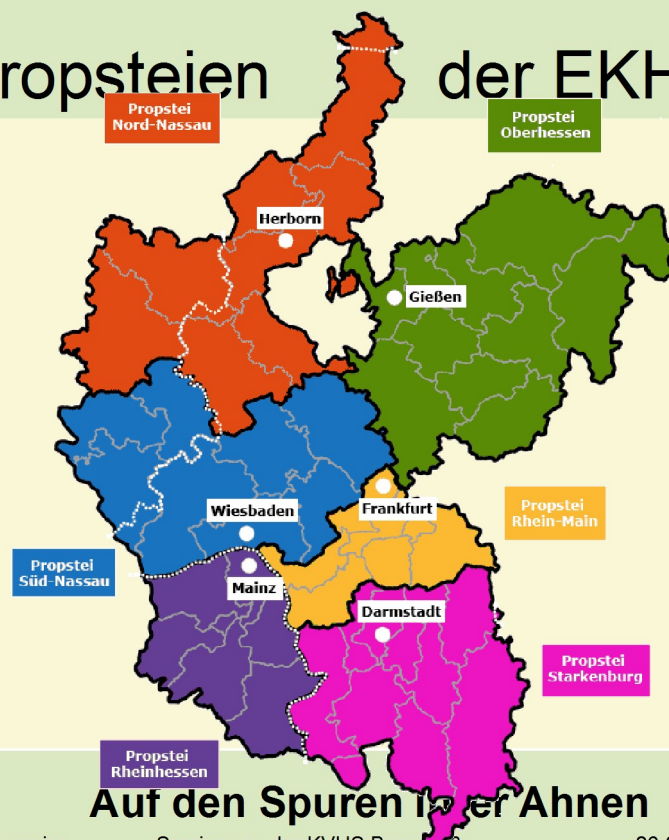 ropsteien der EKH
Propstei
Nord-Nassau
Propstei
Oberhessen
Herborn
Gießen
Wiesbaden
Frankfurt
Propstei
Rhein-Main
Propstei
Süd-Nassau
Mainz
Darmstadt
Propstei
Starkenburg
Propstei
Rheinhessen
Auf den Spuren er Ahnen